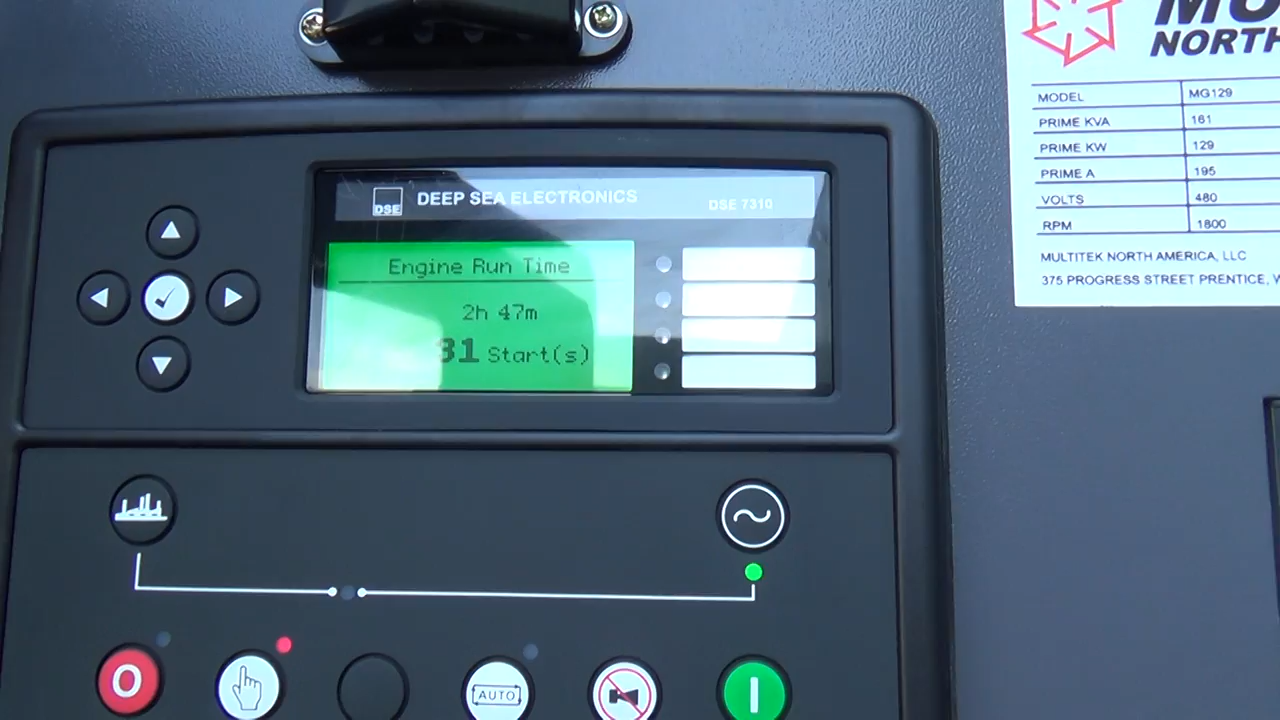 NORTH
MODEL MG129
PRIME KVA 161
PRIME KW 129
PRIME A 195
VOLTS 480
RPM 1800
MULTITEK NORTH AMERICA, LLC
375 PROGRESS STREET PRENTICE,
DSE DEEP SEA ELECTRONICS DSE 7310
Engine Run Time
2h 47m
31 Start(s)
O
AUTO
I